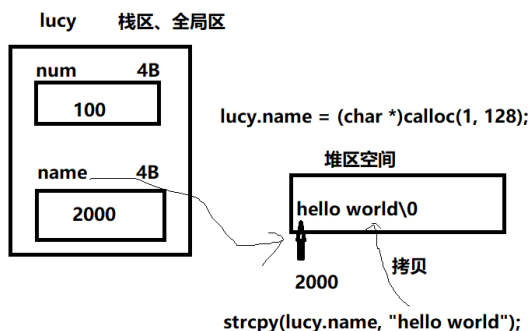 lucy 栈区、全局区
num 4B
100
lucy.name = (char *)calloc(1, 128);
堆区空间
name 4B
2000
hello world\0
2000
拷贝
strcpy(lucy.name, "hello world");